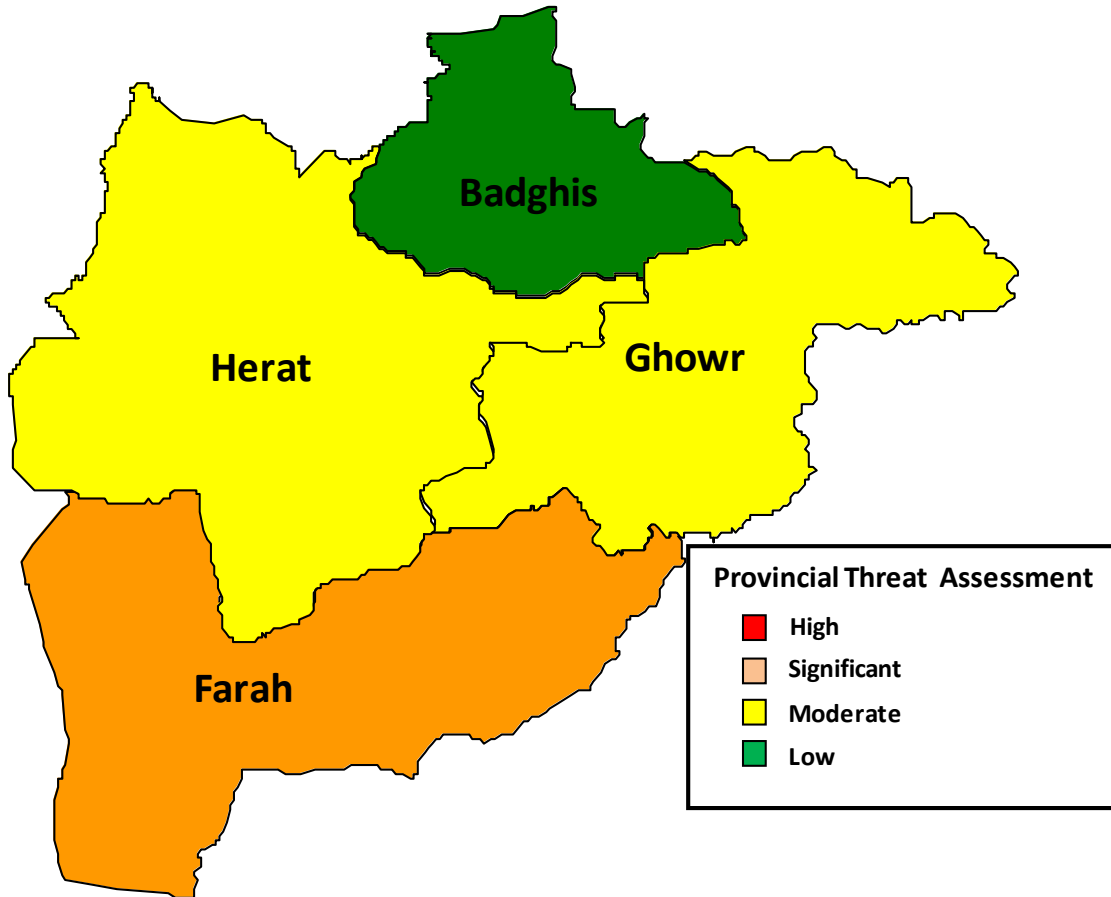 Badghis
Herat
Ghowr
Farah
Provincial Threat Assessment
High
Significant
Moderate
Low